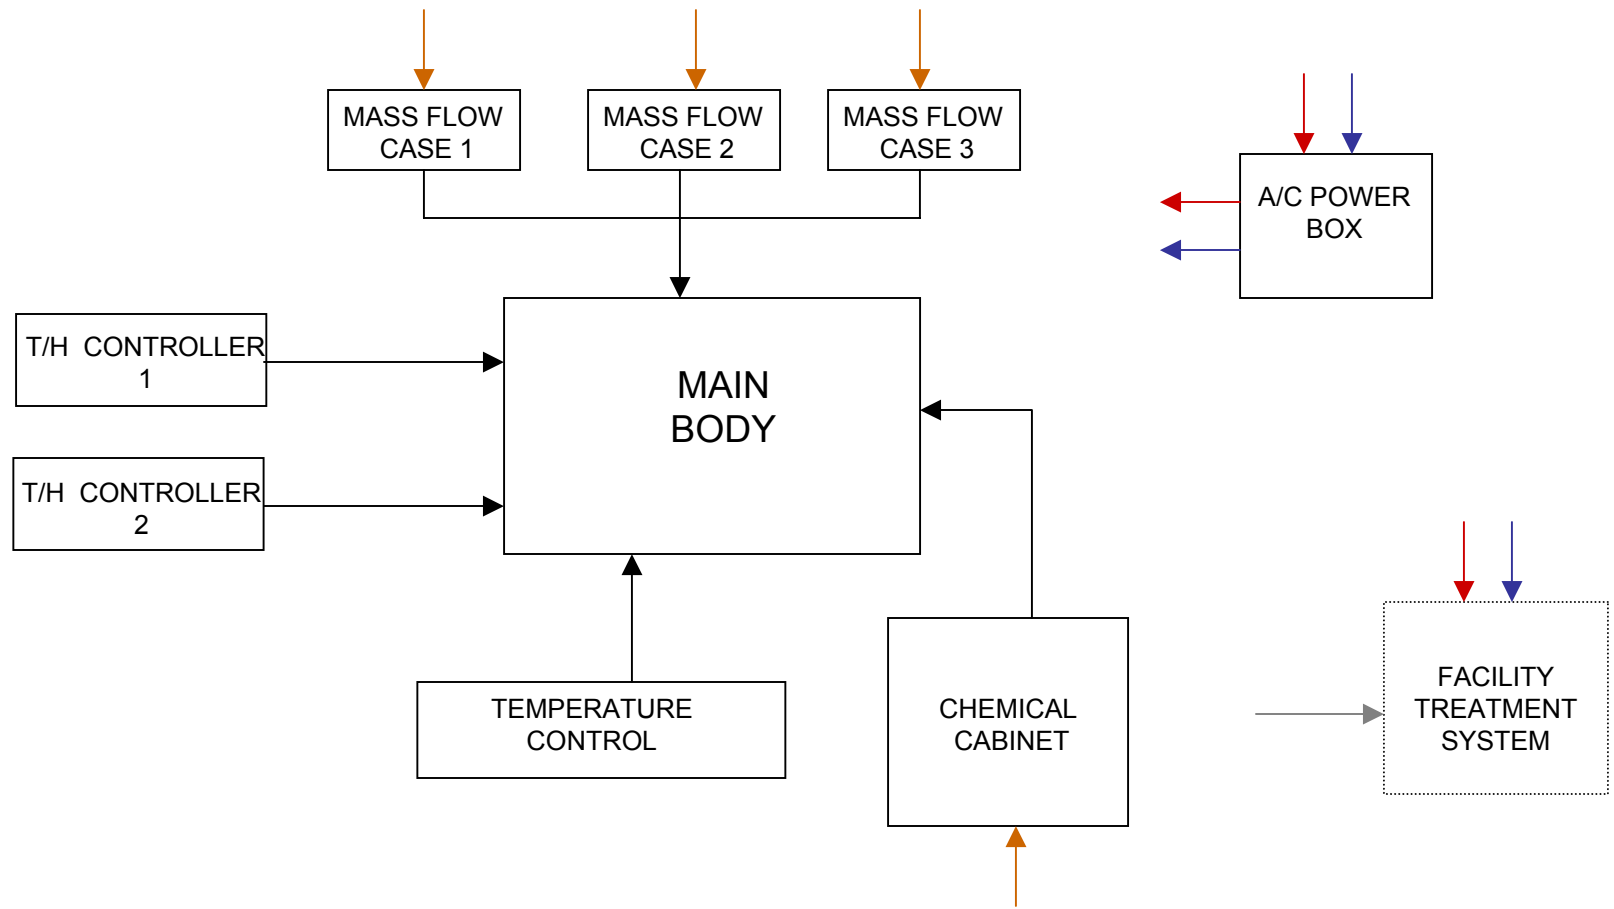 MASS FLOW
CASE 1
MASS FLOW
CASE 2
MASS FLOW
CASE 3
A/C POWER
BOX
T/H CONTROLLER
1
MAIN
BODY
T/H CONTROLLER
2
TEMPERATURE
CONTROL
CHEMICAL
CABINET
FACILITY
TREATMENT
SYSTEM